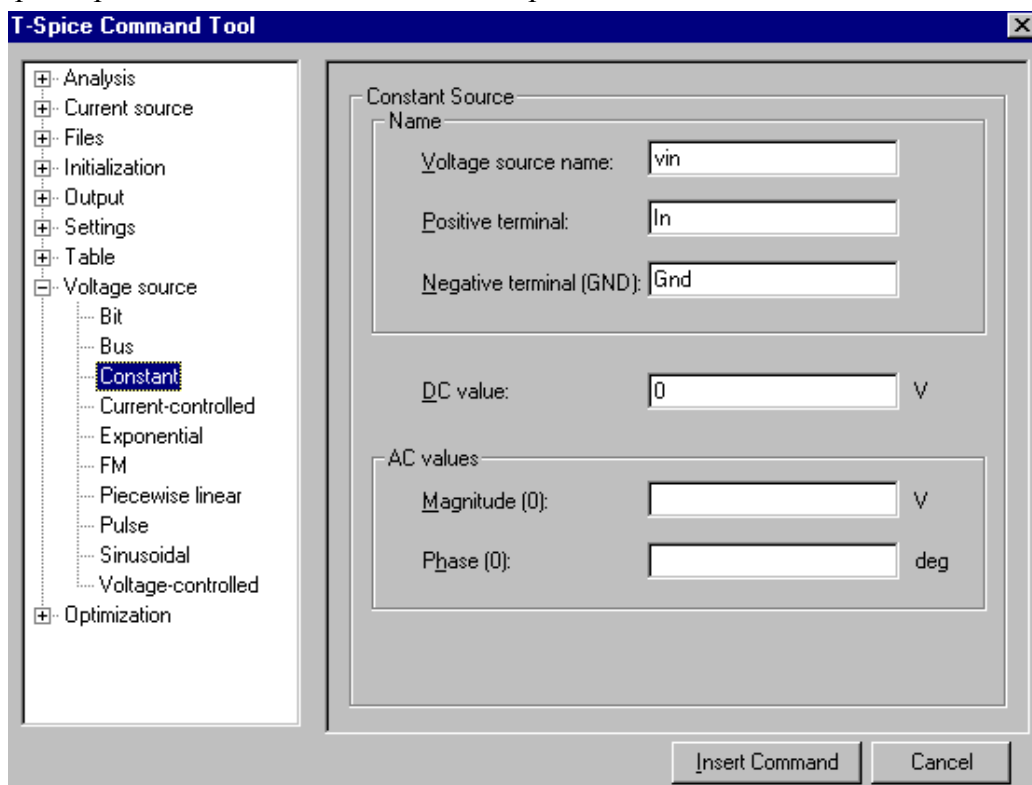 T-Spice Command Tool
Analysis
Current source
Files
Initialization
Output
Settings
Table
Voltage source
Bit
Bus
Constant
Current-controlled
Exponential
FM
Piecewise linear
Pulse
Sinusoidal
Voltage-controlled
Optimization
Constant Source
Name
Voltage source name: vin
Positive terminal: In
Negative terminal (GND): Gnd
DC value: 0 V
AC values
Magnitude (0): V
Phase (0): deg
Insert Command Cancel